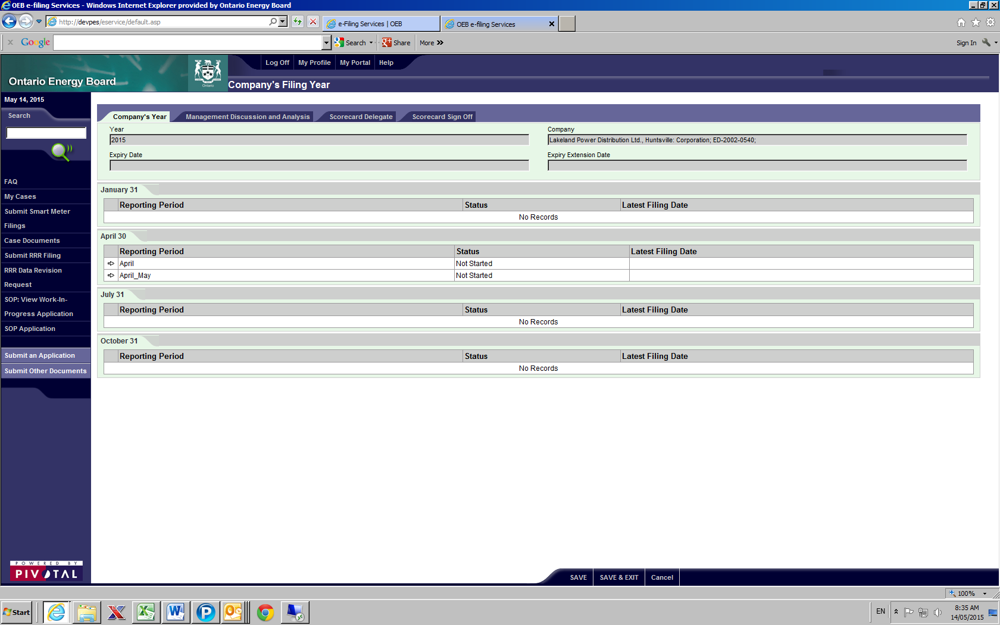 OEB e-filing Services - Windows Internet Explorer provided by Ontario Energy Board
http://devpes/eservice/default.asp
e-Filing Services | OEB
OEB e-filing Services
Google
Search
Share
More
Sign In
Ontario Energy Board
Ontario
Log Off
My Profile
My Portal
Help
Company's Filing Year
May 14, 2015
Search
FAQ
My Cases
Submit Smart Meter
Filings
Case Documents
Submit RRR Filing
RRR Data Revision
Request
SOP: View Work-In-
Progress Application
SOP Application
Submit an Application
Submit Other Documents
POWERED BY
PIVOTAL
Company's Year
Management Discussion and Analysis
Scorecard Delegate
Scorecard Sign Off
Year
Company
2015
Lakeland Power Distribution Ltd., Huntsville: Corporation; ED-2002-0540;
Expiry Date
Expiry Extension Date
January 31
Reporting Period Status Latest Filing Date
No Records
April 30
Reporting Period Status Latest Filing Date
April Not Started
April_May Not Started
July 31
Reporting Period Status Latest Filing Date
No Records
October 31
Reporting Period Status Latest Filing Date
No Records
SAVE
SAVE & EXIT
Cancel
100%
Start
EN
8:35 AM
14/05/2015